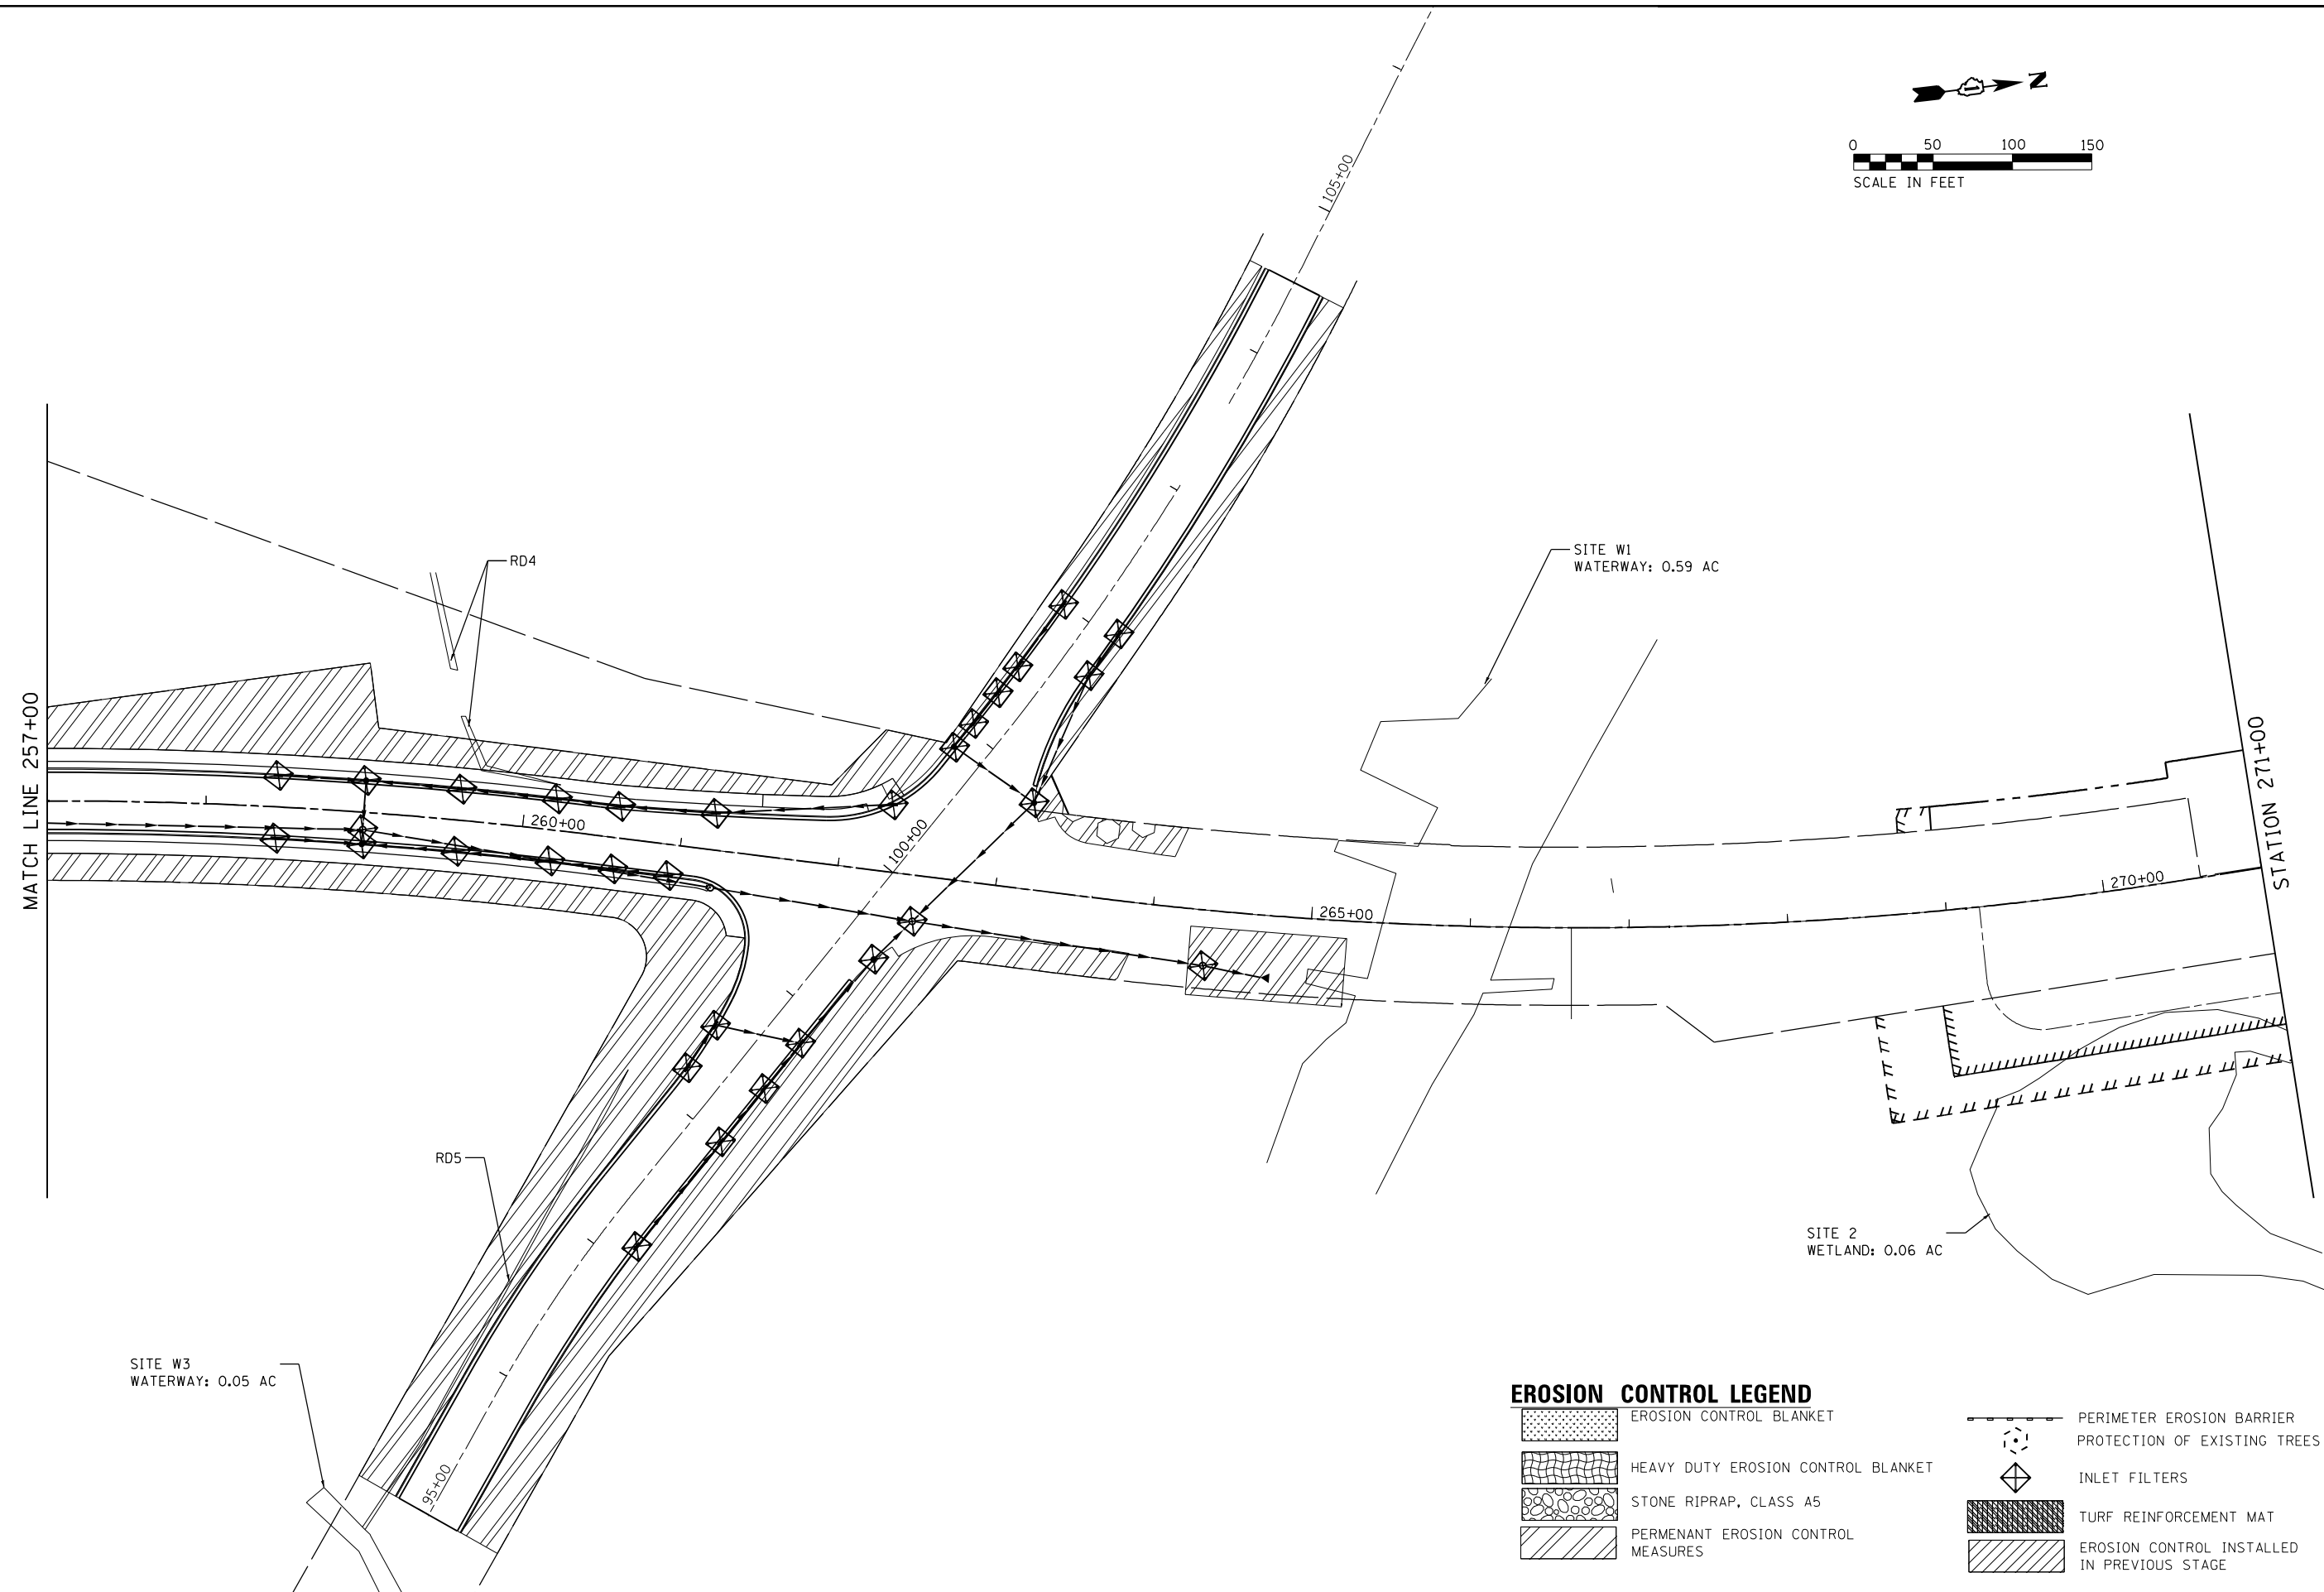 N
0 50 100 150
SCALE IN FEET
105+00
RD4
SITE W1
WATERWAY: 0.59 AC
MATCH LINE 257+00
260+00
100+00
265+00
270+00
STATION 271+00
RD5
SITE 2
WETLAND: 0.06 AC
SITE W3
WATERWAY: 0.05 AC
95+00
EROSION CONTROL LEGEND
EROSION CONTROL BLANKET
HEAVY DUTY EROSION CONTROL BLANKET
STONE RIPRAP, CLASS A5
PERMENANT EROSION CONTROL
MEASURES
PERIMETER EROSION BARRIER
PROTECTION OF EXISTING TREES
INLET FILTERS
TURF REINFORCEMENT MAT
EROSION CONTROL INSTALLED
IN PREVIOUS STAGE